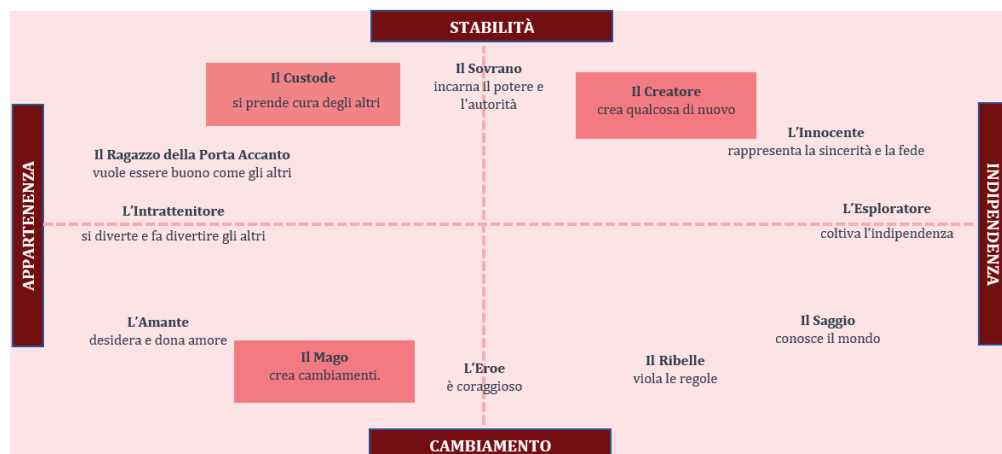 STABILITÀ
Il Custode
si prende cura degli altri
Il Sovrano
incarna il potere e
l'autorità
Il Creatore
crea qualcosa di nuovo
L’Innocente
rappresenta la sincerità e la fede
APPARTENENZA
INDIPENDENZA
Il Ragazzo della Porta Accanto
vuole essere buono come gli altri
L’Intrattenitore
si diverte e fa divertire gli altri
L’Esploratore
coltiva l’indipendenza
L’Amante
desidera e dona amore
Il Mago
crea cambiamenti.
L’Eroe
è coraggioso
Il Ribelle
viola le regole
Il Saggio
conosce il mondo
CAMBIAMENTO